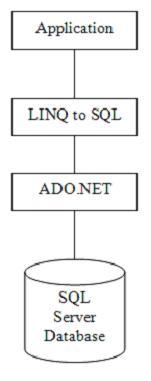 Application
LINQ to SQL
ADO.NET
SQL
Server
Database